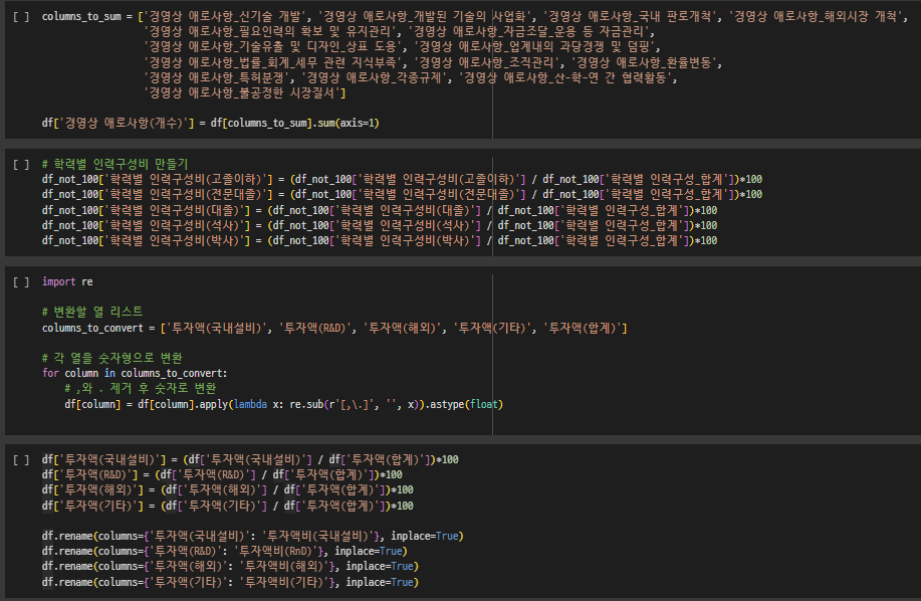 [ ] columns_to_sum = ['경영상 애로사항_신기술 개발', '경영상 애로사항_개발된 기술의 사업화', '경영상 애로사항_국내 판로개척', '경영상 애로사항_해외시장 개척',
'경영상 애로사항_필요인력의 확보 및 유지관리', '경영상 애로사항_자금조달_운용 등 자금관리',
'경영상 애로사항_기술유출 및 디자인_상표 도용', '경영상 애로사항_업계내의 과당경쟁 및 덤핑',
'경영상 애로사항_법률_회계_세무 관련 지식부족', '경영상 애로사항_조직관리', '경영상 애로사항_환율변동',
'경영상 애로사항_특허분쟁', '경영상 애로사항_각종규제', '경영상 애로사항_산-학-연 간 협력활동',
'경영상 애로사항_불공정한 시장질서']
df['경영상 애로사항(개수)'] = df[columns_to_sum].sum(axis=1)
[ ] # 학력별 인력구성비 만들기
df_not_100['학력별 인력구성비(고졸이하)'] = (df_not_100['학력별 인력구성비(고졸이하)'] / df_not_100['학력별 인력구성_합계'])*100
df_not_100['학력별 인력구성비(전문대졸)'] = (df_not_100['학력별 인력구성비(전문대졸)'] / df_not_100['학력별 인력구성_합계'])*100
df_not_100['학력별 인력구성비(대졸)'] = (df_not_100['학력별 인력구성비(대졸)'] / df_not_100['학력별 인력구성_합계'])*100
df_not_100['학력별 인력구성비(석사)'] = (df_not_100['학력별 인력구성비(석사)'] / df_not_100['학력별 인력구성_합계'])*100
df_not_100['학력별 인력구성비(박사)'] = (df_not_100['학력별 인력구성비(박사)'] / df_not_100['학력별 인력구성_합계'])*100
[ ] import re
# 변환할 열 리스트
columns_to_convert = ['투자액(국내설비)', '투자액(R&D)', '투자액(해외)', '투자액(기타)', '투자액(합계)']
# 각 열을 숫자형으로 변환
for column in columns_to_convert:
# ,와 . 제거 후 숫자로 변환
df[column] = df[column].apply(lambda x: re.sub(r'[,\.]', '', x)).astype(float)
[ ] df['투자액(국내설비)'] = (df['투자액(국내설비)'] / df['투자액(합계)'])*100
df['투자액(R&D)'] = (df['투자액(R&D)'] / df['투자액(합계)'])*100
df['투자액(해외)'] = (df['투자액(해외)'] / df['투자액(합계)'])*100
df['투자액(기타)'] = (df['투자액(기타)'] / df['투자액(합계)'])*100
df.rename(columns={'투자액(국내설비)': '투자액비(국내설비)'}, inplace=True)
df.rename(columns={'투자액(R&D)': '투자액비(RnD)'}, inplace=True)
df.rename(columns={'투자액(해외)': '투자액비(해외)'}, inplace=True)
df.rename(columns={'투자액(기타)': '투자액비(기타)'}, inplace=True)